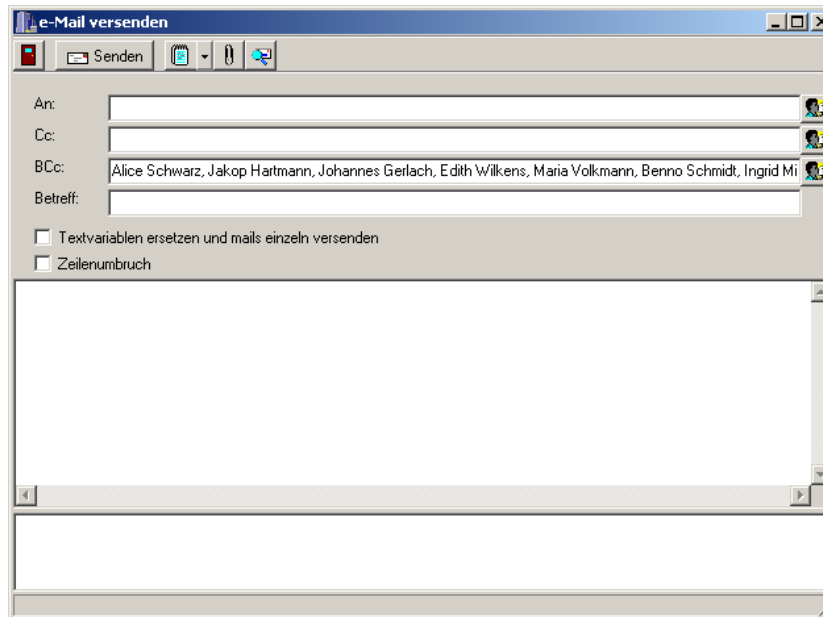 e-Mail versenden
Senden
An:
Cc:
BCc: Alice Schwarz, Jakop Hartmann, Johannes Gerlach, Edith Wilkens, Maria Volkmann, Benno Schmidt, Ingrid Mi
Betreff:
Textvariablen ersetzen und mails einzeln versenden
Zeilenumbruch